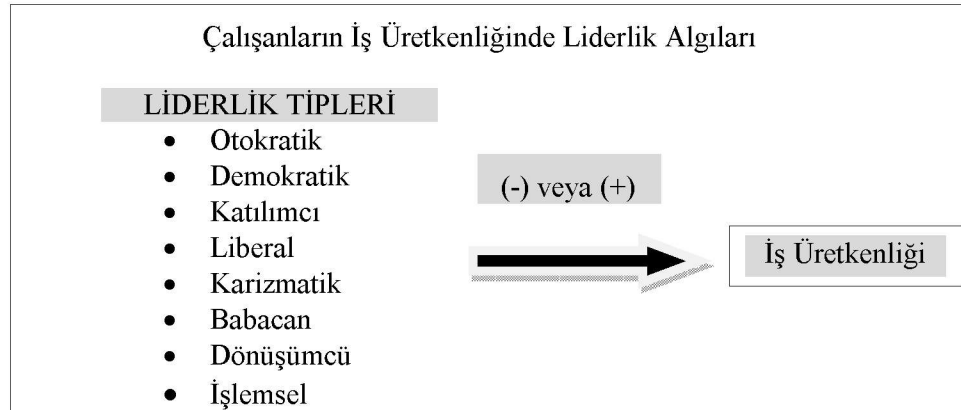 Çalışanların İş Üretkenliğinde Liderlik Algıları
LİDERLİK TİPLERİ
• Otokratik
• Demokratik
• Katılımcı
• Liberal
• Karizmatik
• Babacan
• Dönüşümcü
• İşlemsel
(-) veya (+)
İş Üretkenliği